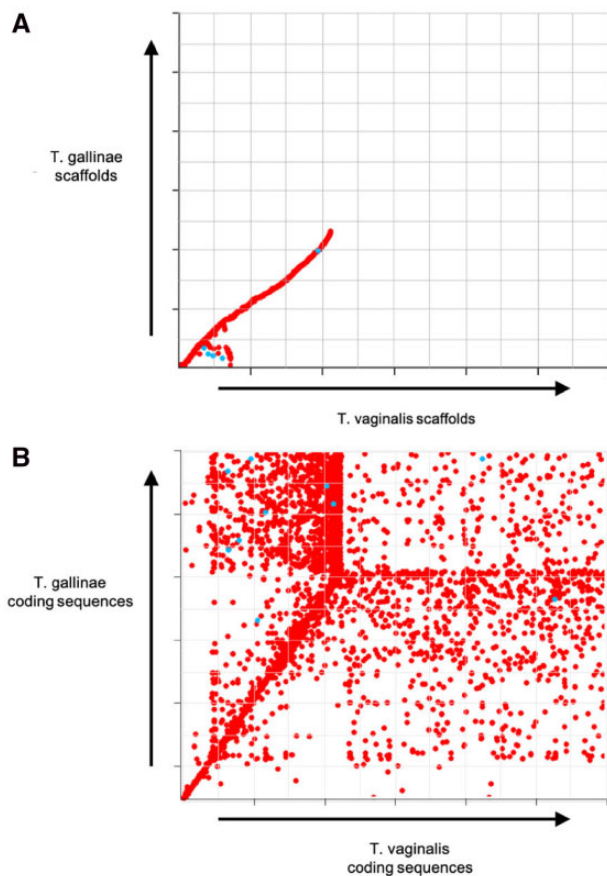 A
T. gallinae
scaffolds
T. vaginalis scaffolds
B
T. gallinae
coding sequences
T. vaginalis
coding sequences